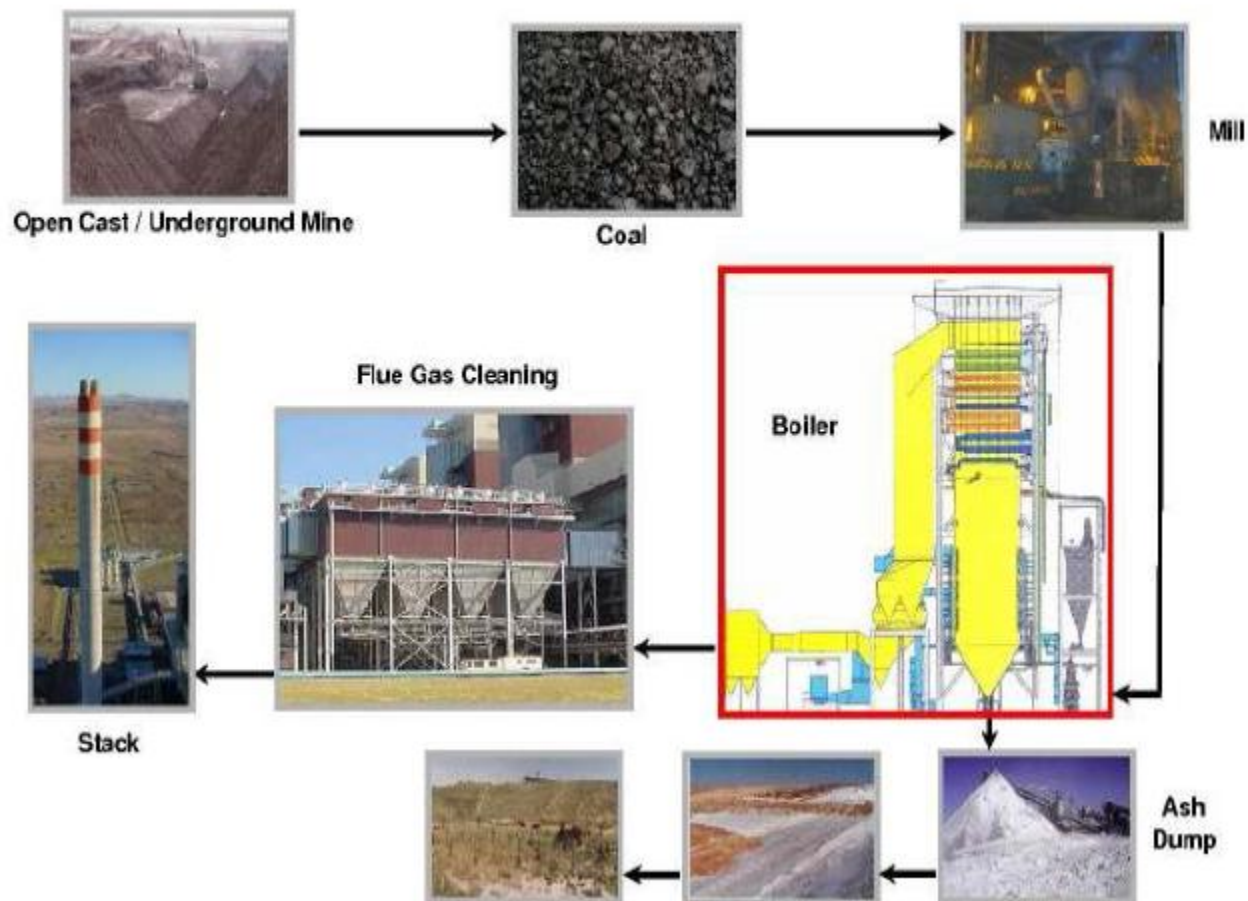 Open Cast / Underground Mine
Coal
Mill
Flue Gas Cleaning
Boiler
Stack
Ash
Dump